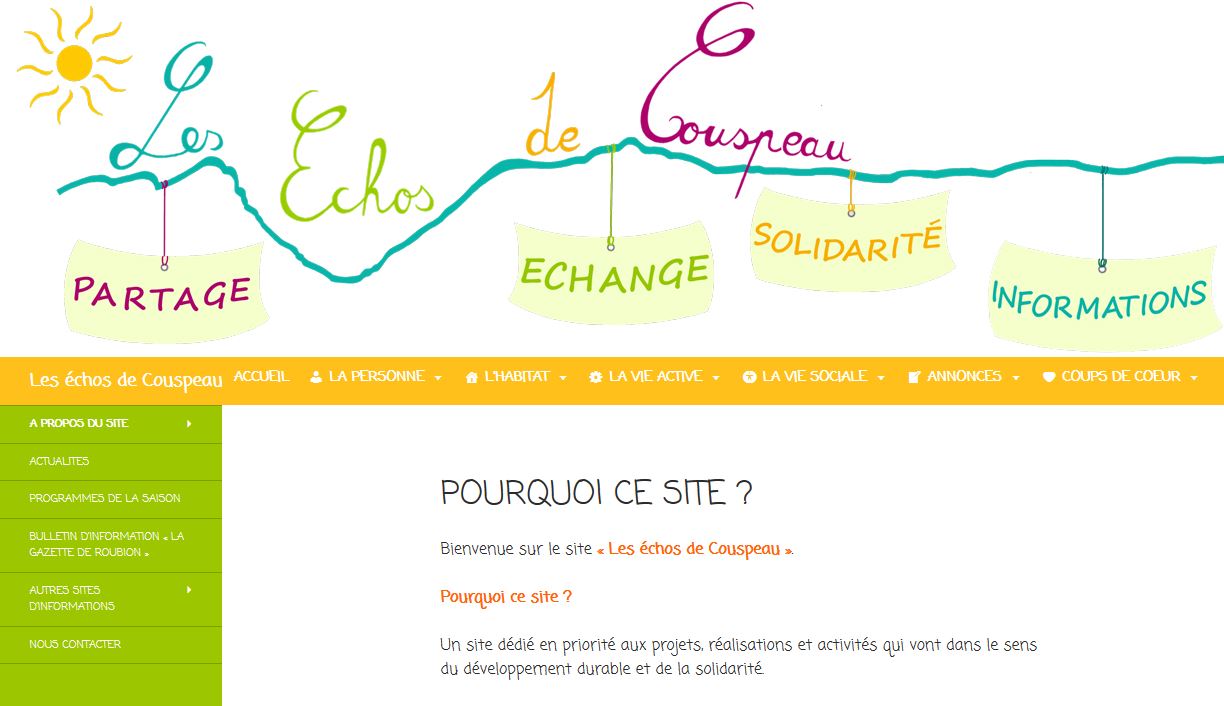 Les Echos de Couspeau
PARTAGE
ECHANGE
SOLIDARITÉ
INFORMATIONS
Les échos de Couspeau
ACCUEIL
LA PERSONNE
L'HABITAT
LA VIE ACTIVE
LA VIE SOCIALE
ANNONCES
COUPS DE COEUR
A PROPOS DU SITE
ACTUALITES
PROGRAMMES DE LA SAISON
BULLETIN D'INFORMATION « LA
GAZETTE DE ROUBION »
AUTRES SITES
D'INFORMATIONS
NOUS CONTACTER
POURQUOI CE SITE ?
Bienvenue sur le site « Les échos de Couspeau ».
Pourquoi ce site ?
Un site dédié en priorité aux projets, réalisations et activités qui vont dans le sens
du développement durable et de la solidarité.